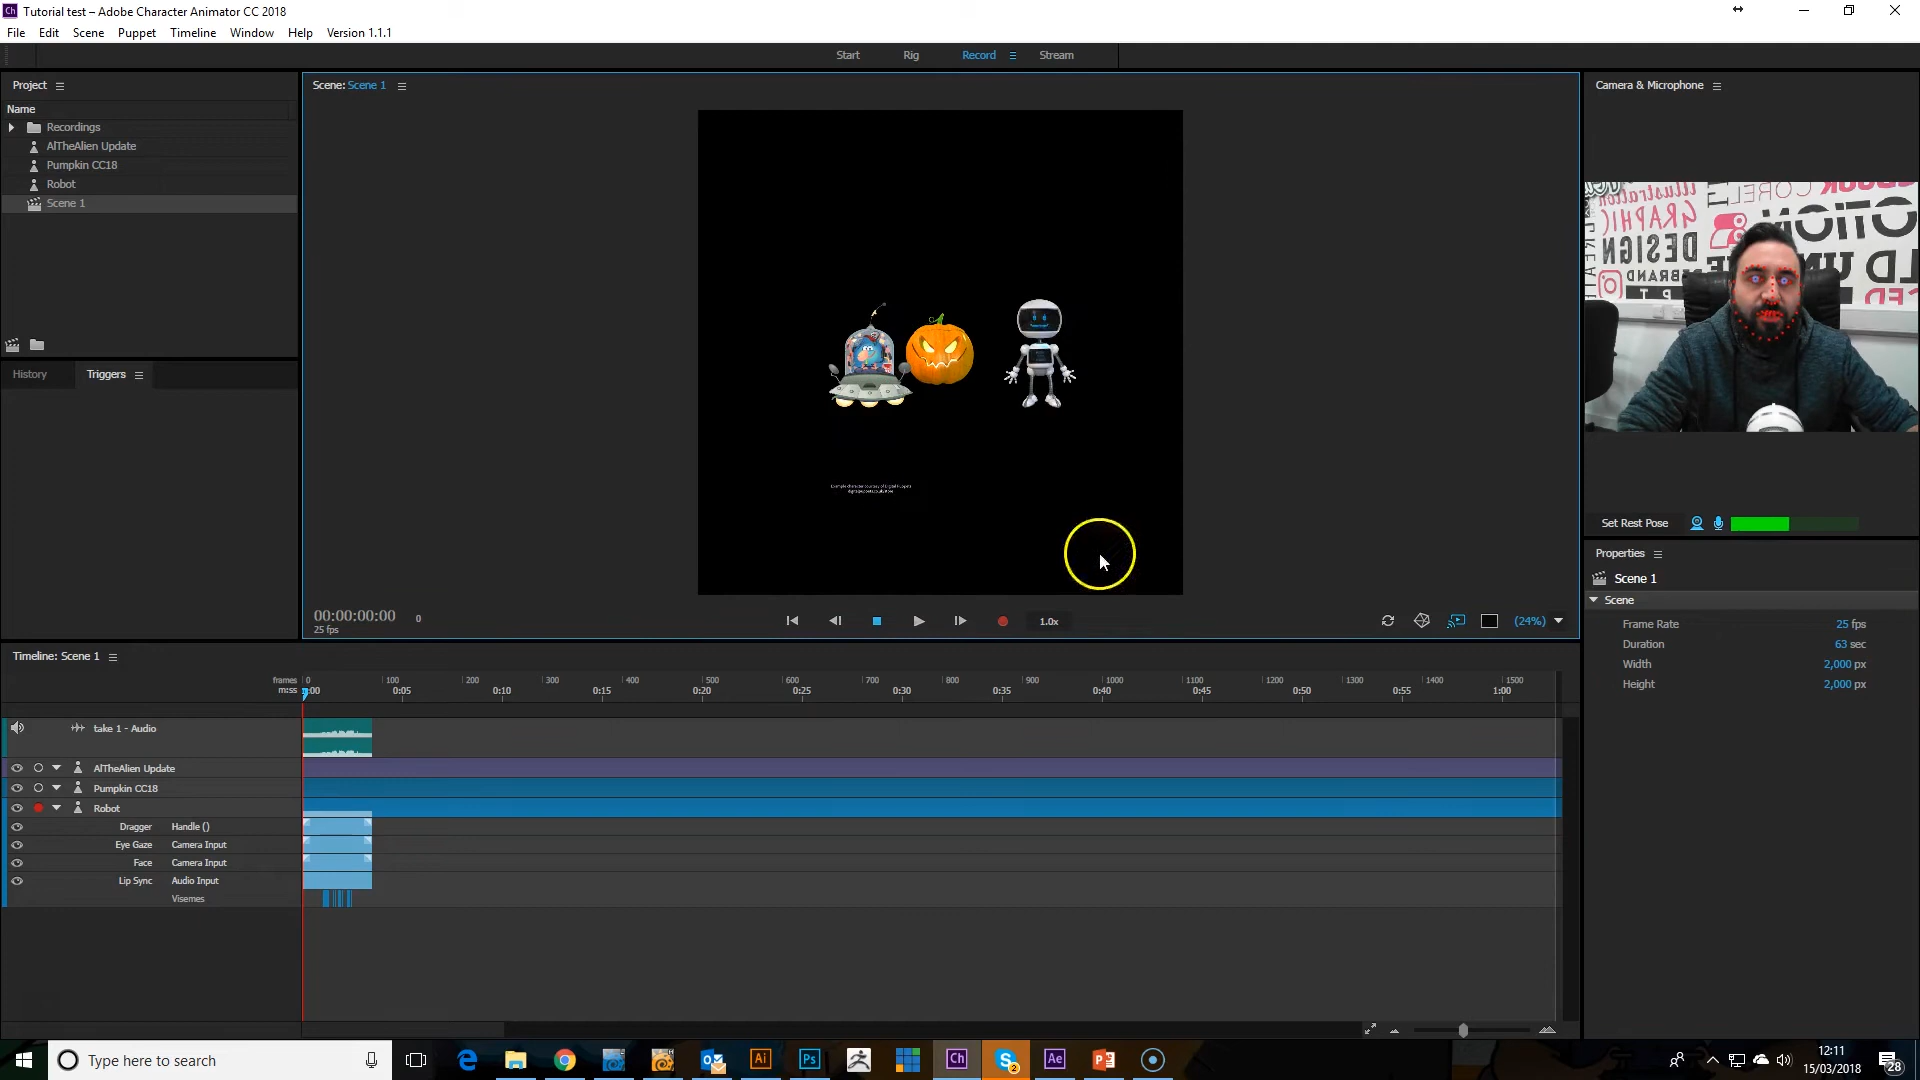 Tutorial test – Adobe Character Animator CC 2018
File Edit Scene Puppet Timeline Window Help Version 1.1.1
Start Rig Record Stream
Project
Name
Recordings
AlTheAlien Update
Pumpkin CC18
Robot
Scene 1
History Triggers
Scene: Scene 1
00:00:00:00 0
25 fps
1.0x
(24%)
Camera & Microphone
DESIGN
Set Rest Pose
Properties
Scene 1
Scene
Frame Rate 25 fps
Duration 63 sec
Width 2,000 px
Height 2,000 px
Timeline: Scene 1
frames 0 100 200 300 400 500 600 700 800 900 1000 1100 1200 1300 1400 1500
m:ss :00 0:05 0:10 0:15 0:20 0:25 0:30 0:35 0:40 0:45 0:50 0:55 1:00
take 1 - Audio
AlTheAlien Update
Pumpkin CC18
Robot
Dragger Handle ()
Eye Gaze Camera Input
Face Camera Input
Lip Sync Audio Input
Visemes
Type here to search
Ai Ps Ch S 2 Ae
12:11
15/03/2018
28